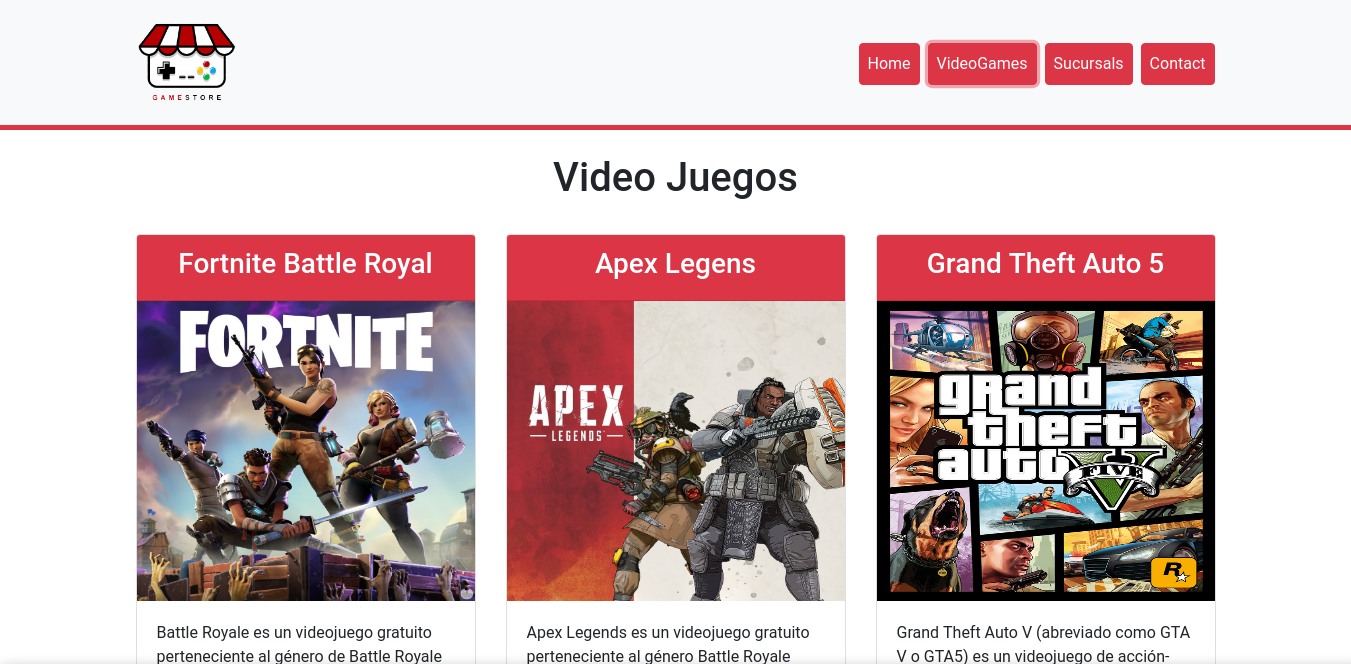 GAMESTORE
Home VideoGames Sucursals Contact
Video Juegos
Fortnite Battle Royal
Apex Legens
Grand Theft Auto 5
FORTNITE
APEX
LEGENDS
grand
theft
auto
FIVE
V
R
Battle Royale es un videojuego gratuito
perteneciente al género de Battle Royale
Apex Legends es un videojuego gratuito
perteneciente al género Battle Royale
Grand Theft Auto V (abreviado como GTA
V o GTA5) es un videojuego de acción-